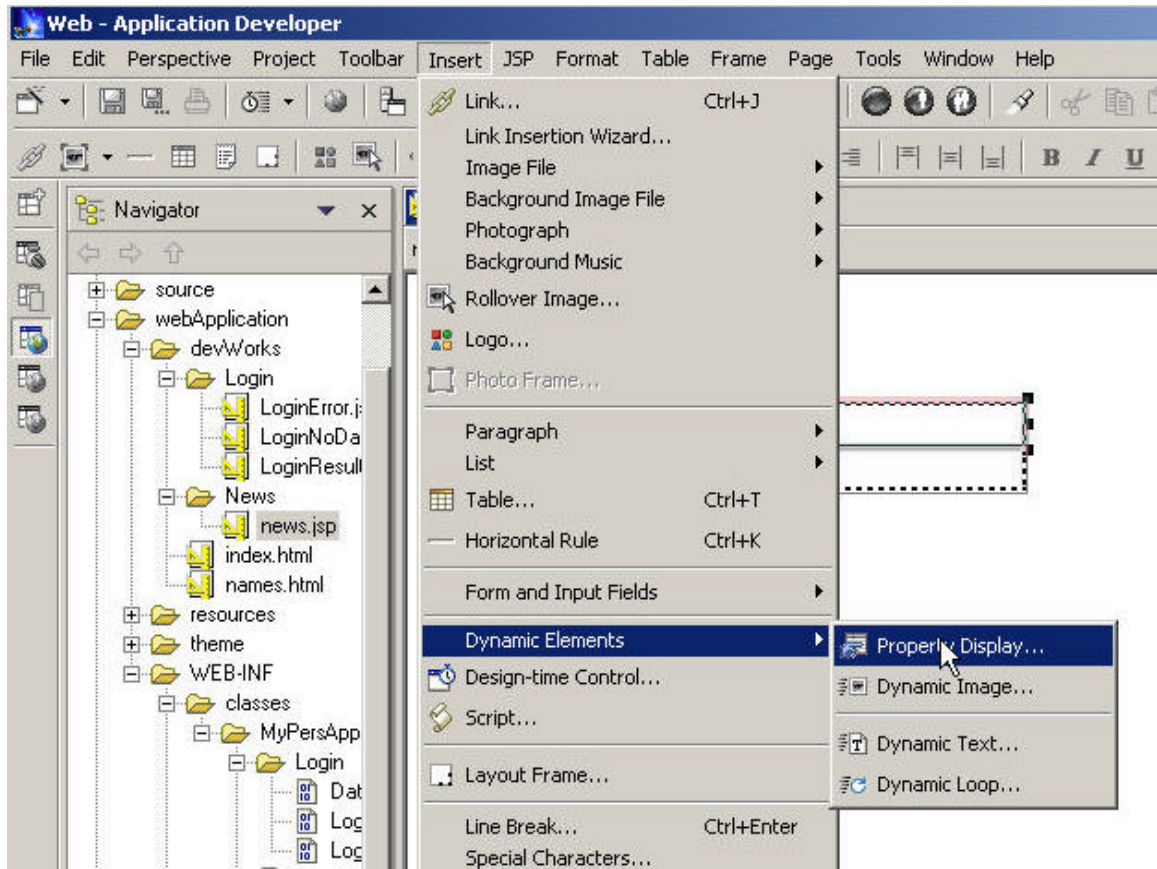 Web - Application Developer
File Edit Perspective Project Toolbar Insert JSP Format Table Frame Page Tools Window Help
Link... Ctrl+J
Link Insertion Wizard...
Image File
Background Image File
Photograph
Background Music
Rollover Image...
Logo...
Photo Frame...
Paragraph
List
Table... Ctrl+T
Horizontal Rule Ctrl+K
Form and Input Fields
Dynamic Elements
Design-time Control...
Script...
Layout Frame...
Line Break... Ctrl+Enter
Special Characters...
Property Display...
Dynamic Image...
Dynamic Text...
Dynamic Loop...
B I U
Navigator
source
webApplication
devWorks
Login
LoginError.j
LoginNoDa
LoginResul
News
news.jsp
index.html
names.html
resources
theme
WEB-INF
classes
MyPersApp
Login
Dat
Log
Log